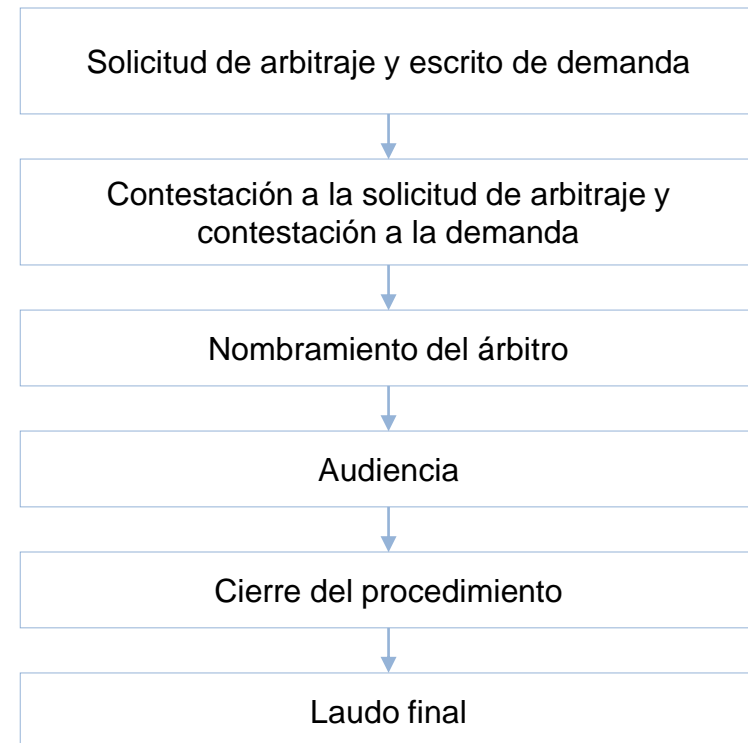 Solicitud de arbitraje y escrito de demanda
Contestación a la solicitud de arbitraje y
contestación a la demanda
Nombramiento del árbitro
Audiencia
Cierre del procedimiento
Laudo final